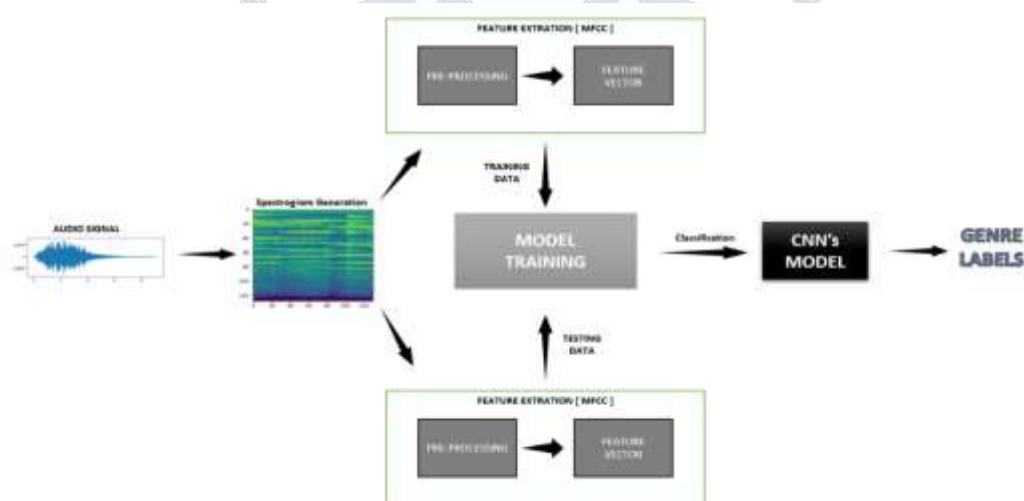 FEATURE EXTRATION [ MFCC ]
PRE-PROCESSING
FEATURE
VECTOR
TRAINING
DATA
AUDIO SIGNAL
Spectrogram Generation
MODEL
TRAINING
Classification
CNN's
MODEL
GENRE
LABELS
TESTING
DATA
FEATURE EXTRATION [ MFCC ]
PRE-PROCESSING
FEATURE
VECTOR